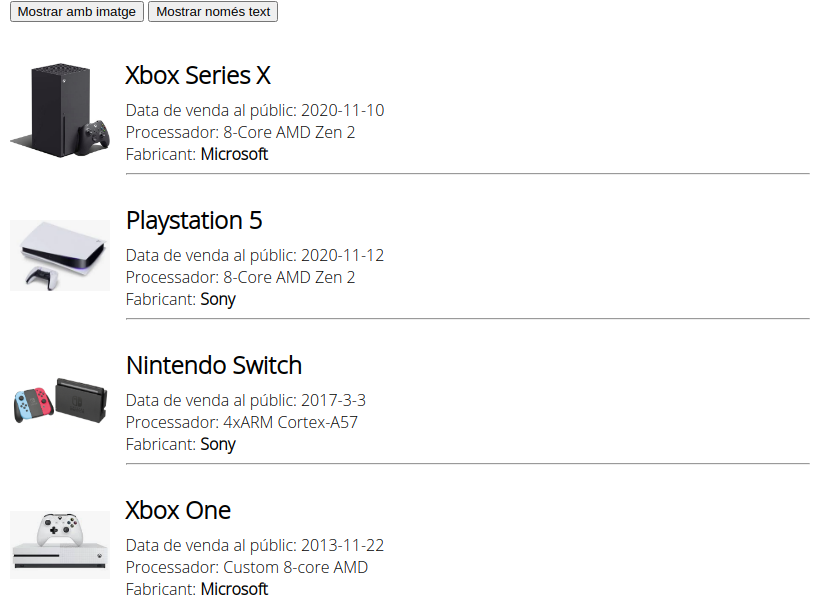 Mostrar amb imatge Mostrar només text
Xbox Series X
Data de venda al públic: 2020-11-10
Processador: 8-Core AMD Zen 2
Fabricant: Microsoft
Playstation 5
Data de venda al públic: 2020-11-12
Processador: 8-Core AMD Zen 2
Fabricant: Sony
Nintendo Switch
Data de venda al públic: 2017-3-3
Processador: 4xARM Cortex-A57
Fabricant: Sony
Xbox One
Data de venda al públic: 2013-11-22
Processador: Custom 8-core AMD
Fabricant: Microsoft